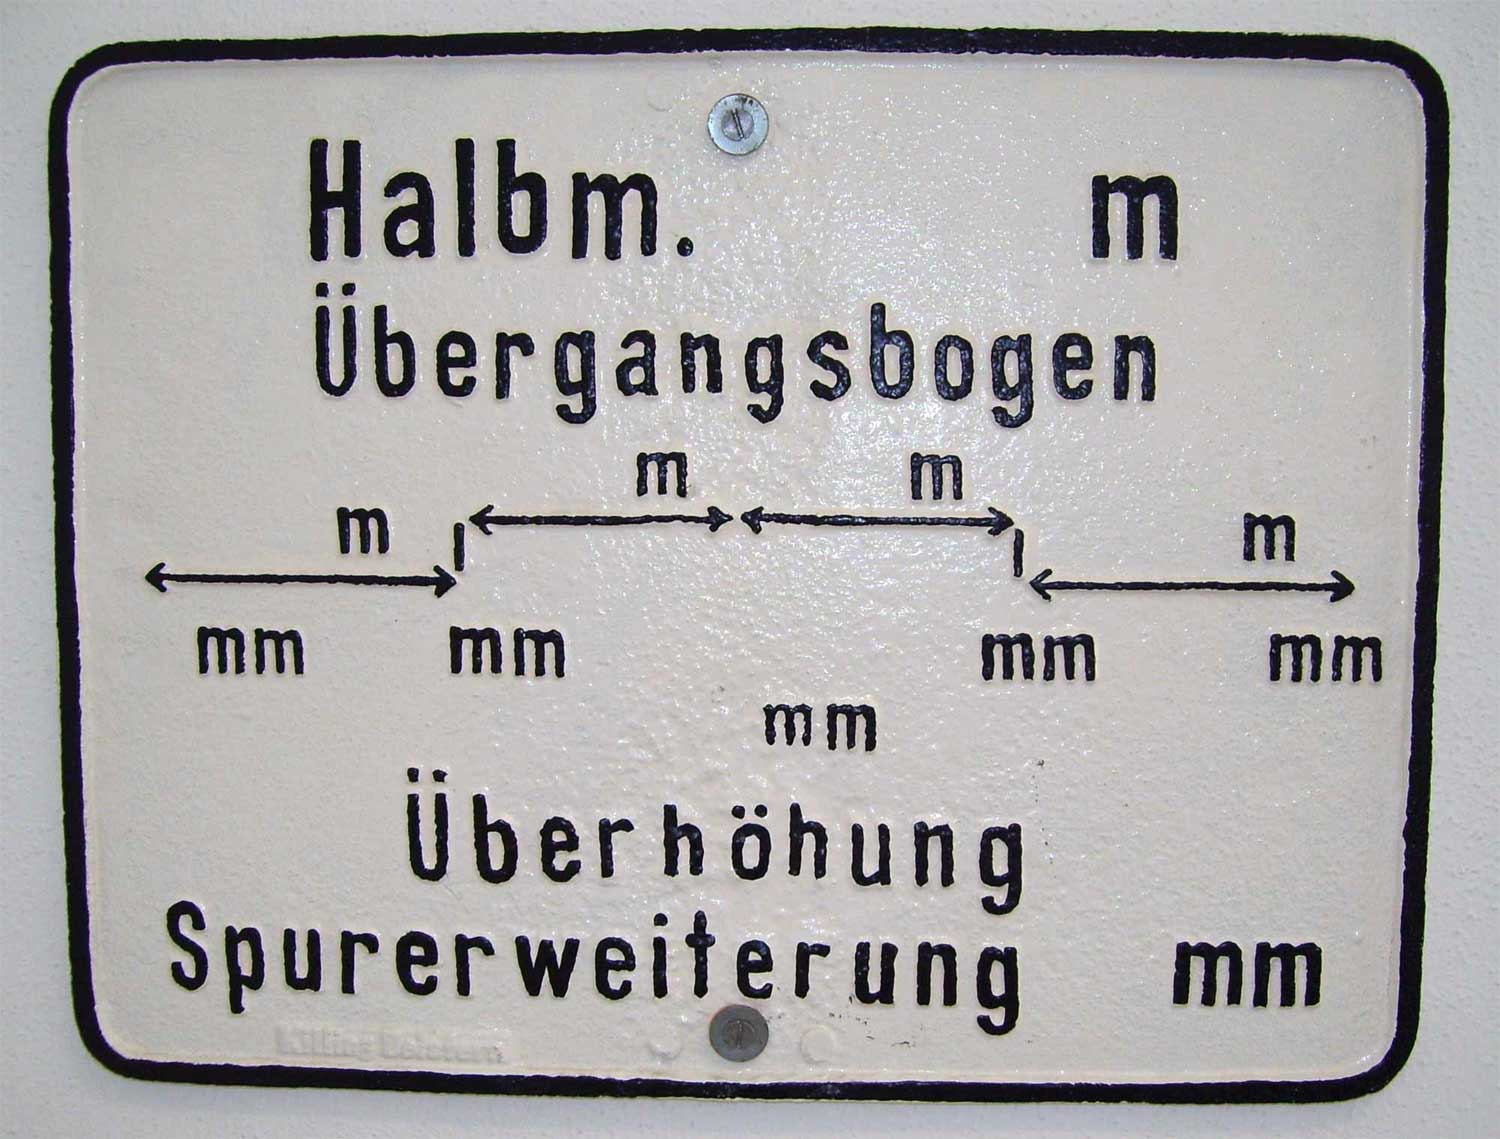 Halbm. m
Übergangsbogen
m m
m m
mm mm mm mm
mm
Überhöhung
Spurerweiterung mm